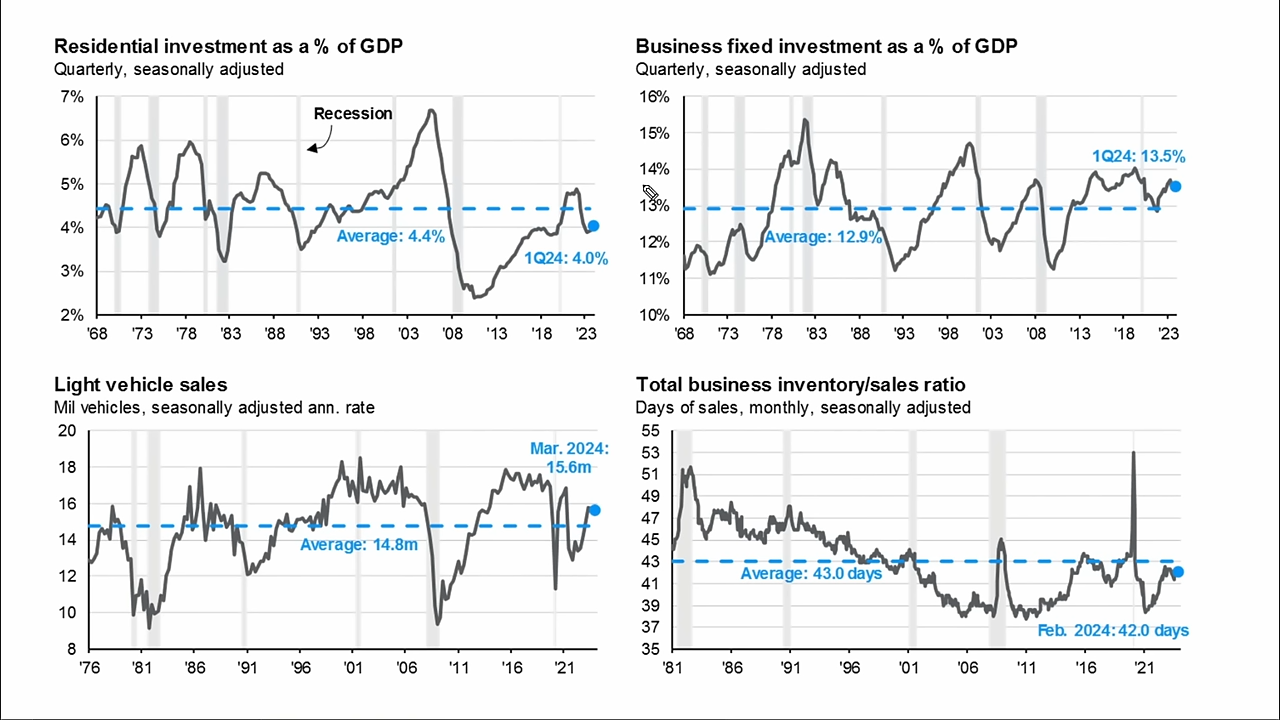 Residential investment as a % of GDP
Quarterly, seasonally adjusted
7%
6%
5%
4%
3%
2%
Recession
Average: 4.4%
1Q24: 4.0%
'68 '73 '78 '83 '88 '93 '98 '03 '08 '13 '18 '23
Business fixed investment as a % of GDP
Quarterly, seasonally adjusted
16%
15%
14%
13%
12%
11%
10%
1Q24: 13.5%
Average: 12.9%
'68 '73 '78 '83 '88 '93 '98 '03 '08 '13 '18 '23
Light vehicle sales
Mil vehicles, seasonally adjusted ann. rate
20
18
16
14
12
10
8
Mar. 2024:
15.6m
Average: 14.8m
'76 '81 '86 '91 '96 '01 '06 '11 '16 '21
Total business inventory/sales ratio
Days of sales, monthly, seasonally adjusted
55
53
51
49
47
45
43
41
39
37
35
Average: 43.0 days
Feb. 2024: 42.0 days
'81 '86 '91 '96 '01 '06 '11 '16 '21